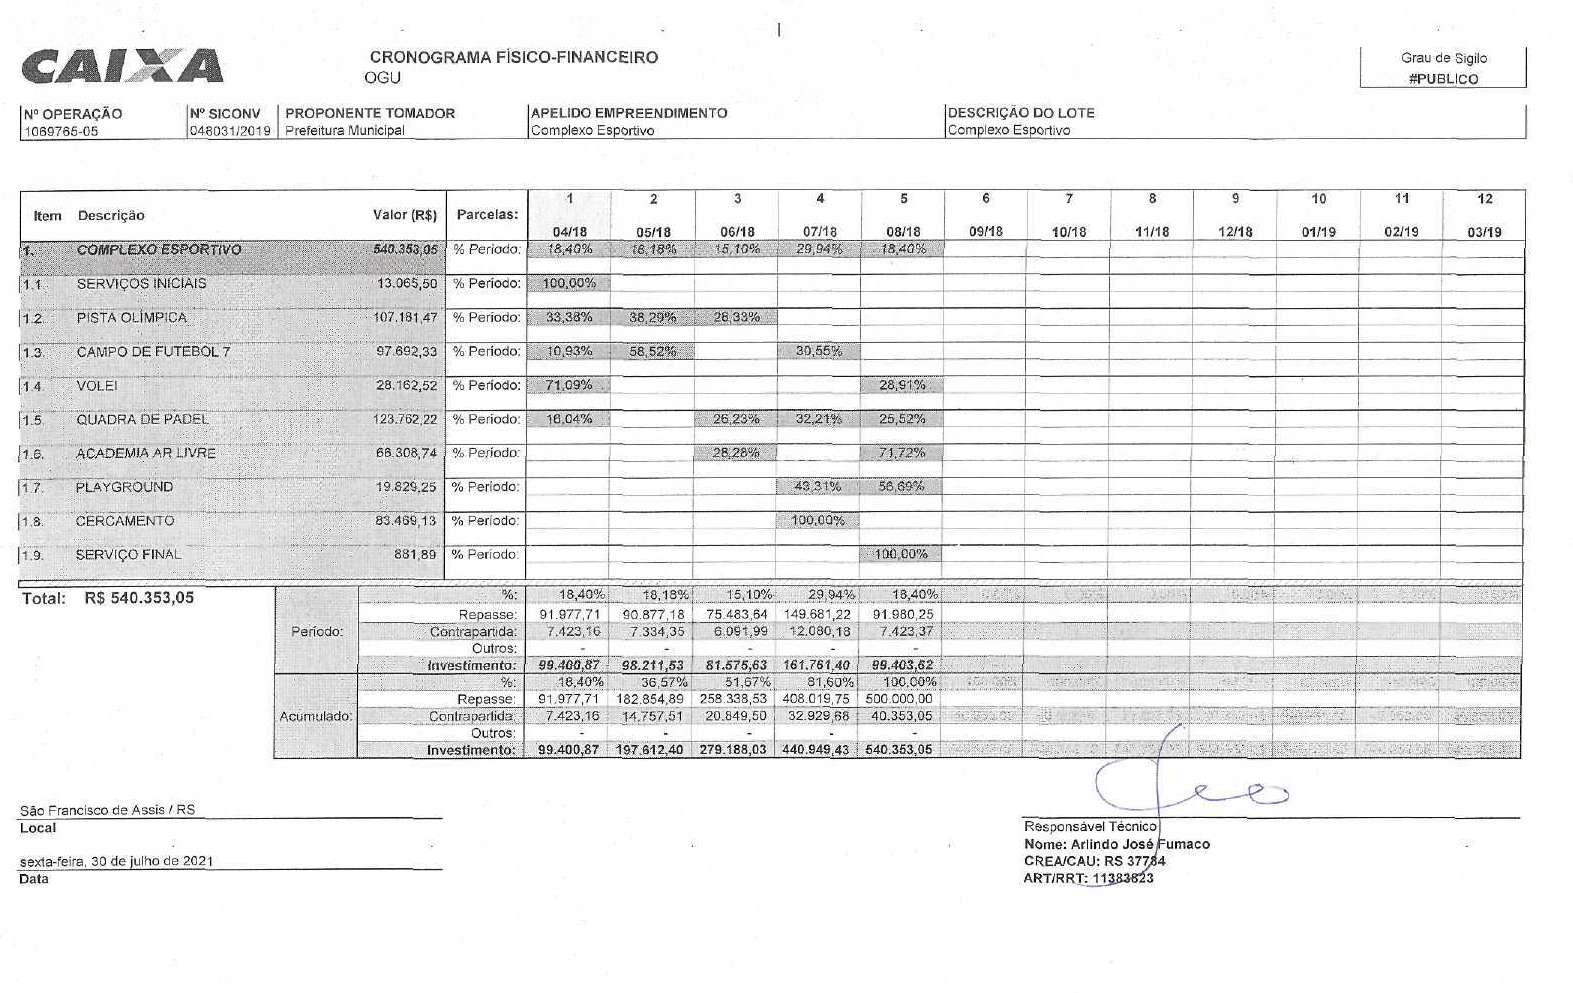 CAIXA
CRONOGRAMA FÍSICO-FINANCEIRO
OGU
Grau de Sigilo
#PUBLICO
Nº OPERAÇÃO Nº SICONV PROPONENTE TOMADOR APELIDO EMPREENDIMENTO DESCRIÇÃO DO LOTE
1069765-05 048031/2019 Prefeitura Municipal Complexo Esportivo Complexo Esportivo
1 2 3 4 5 6 7 8 9 10 11 12
Item Descrição Valor (R$) Parcelas:
04/18 05/18 06/18 07/18 08/18 09/18 10/18 11/18 12/18 01/19 02/19 03/19
1. COMPLEXO ESPORTIVO 540.353,05 % Período: 18,40% 18,18% 15,10% 29,94% 18,40%
1.1 SERVIÇOS INICIAIS 13.065,50 % Período: 100,00%
1.2. PISTA OLÍMPICA 107.181,47 % Período: 33,38% 38,29% 28,33%
1.3. CAMPO DE FUTEBOL 7 97.692,33 % Período: 10,93% 58,52% 30,55%
1.4. VOLEI 28.162,52 % Período: 71,09% 28,91%
1.5. QUADRA DE PADEL 123.762,22 % Período: 16,04% 26,23% 32,21% 25,52%
1.6. ACADEMIA AR LIVRE 66.308,74 % Período: 28,28% 71,72%
1.7. PLAYGROUND 19.829,25 % Período: 43,31% 56,69%
1.8. CERCAMENTO 83.469,13 % Período: 100,00%
1.9. SERVIÇO FINAL 881,89 % Período: 100,00%
Total: R$ 540.353,05
Período:
%: 18,40% 18,18% 15,10% 29,94% 18,40%
Repasse: 91.977,71 90.877,18 75.483,64 149.681,22 91.980,25
Contrapartida: 7.423,16 7.334,35 6.091,99 12.080,18 7.423,37
Outros: - - - - -
Investimento: 99.400,87 98.211,53 81.575,63 161.761,40 99.403,62
Acumulado:
%: 18,40% 36,57% 51,67% 81,60% 100,00%
Repasse: 91.977,71 182.854,89 258.338,53 408.019,75 500.000,00
Contrapartida: 7.423,16 14.757,51 20.849,50 32.929,68 40.353,05
Outros: - - - - -
Investimento: 99.400,87 197.612,40 279.188,03 440.949,43 540.353,05
São Francisco de Assis / RS
Local
sexta-feira, 30 de julho de 2021
Data
Responsável Técnico
Nome: Arlindo José Fumaco
CREA/CAU: RS 37784
ART/RRT: 11383823